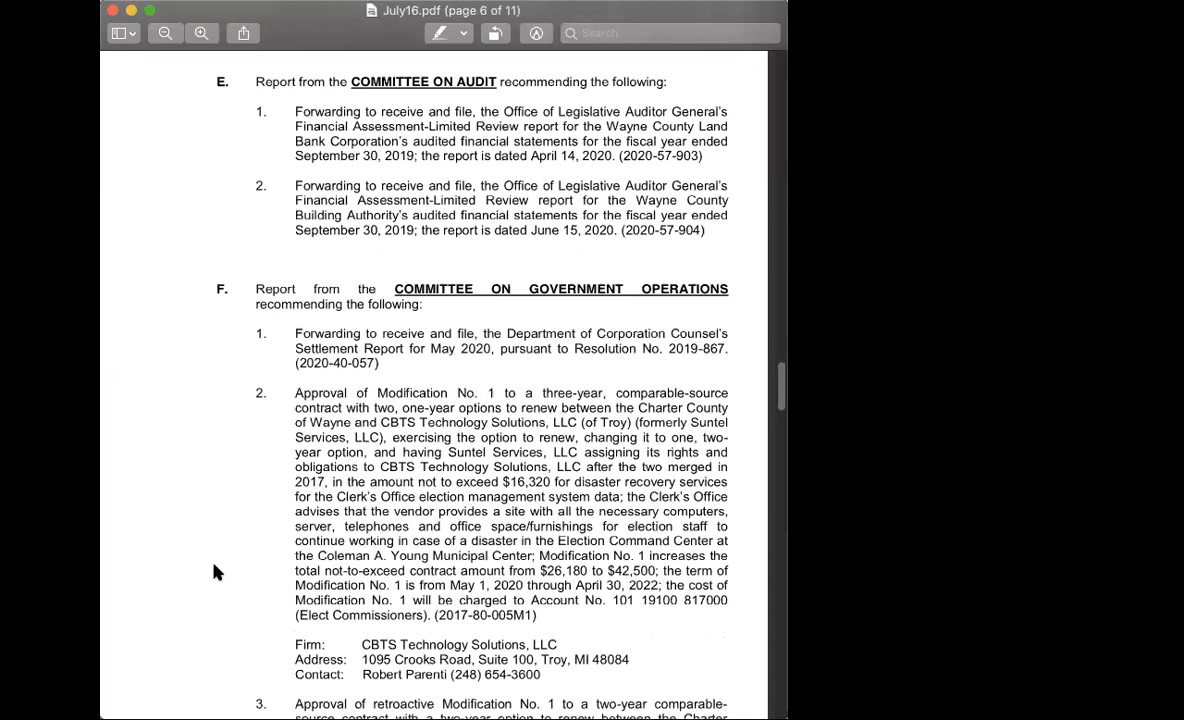 July16.pdf (page 6 of 11)
Search
E. Report from the COMMITTEE ON AUDIT recommending the following:
1. Forwarding to receive and file, the Office of Legislative Auditor General's
Financial Assessment-Limited Review report for the Wayne County Land
Bank Corporation's audited financial statements for the fiscal year ended
September 30, 2019; the report is dated April 14, 2020. (2020-57-903)
2. Forwarding to receive and file, the Office of Legislative Auditor General's
Financial Assessment-Limited Review report for the Wayne County
Building Authority's audited financial statements for the fiscal year ended
September 30, 2019; the report is dated June 15, 2020. (2020-57-904)
F. Report from the COMMITTEE ON GOVERNMENT OPERATIONS
recommending the following:
1. Forwarding to receive and file, the Department of Corporation Counsel's
Settlement Report for May 2020, pursuant to Resolution No. 2019-867.
(2020-40-057)
2. Approval of Modification No. 1 to a three-year, comparable-source
contract with two, one-year options to renew between the Charter County
of Wayne and CBTS Technology Solutions, LLC (of Troy) (formerly Suntel
Services, LLC), exercising the option to renew, changing it to one, two-
year option, and having Suntel Services, LLC assigning its rights and
obligations to CBTS Technology Solutions, LLC after the two merged in
2017, in the amount not to exceed $16,320 for disaster recovery services
for the Clerk's Office election management system data; the Clerk's Office
advises that the vendor provides a site with all the necessary computers,
server, telephones and office space/furnishings for election staff to
continue working in case of a disaster in the Election Command Center at
the Coleman A. Young Municipal Center; Modification No. 1 increases the
total not-to-exceed contract amount from $26,180 to $42,500; the term of
Modification No. 1 is from May 1, 2020 through April 30, 2022; the cost of
Modification No. 1 will be charged to Account No. 101 19100 817000
(Elect Commissioners). (2017-80-005M1)
Firm: CBTS Technology Solutions, LLC
Address: 1095 Crooks Road, Suite 100, Troy, MI 48084
Contact: Robert Parenti (248) 654-3600
3. Approval of retroactive Modification No. 1 to a two-year comparable-
source contract with a two-year option to renew between the Charter